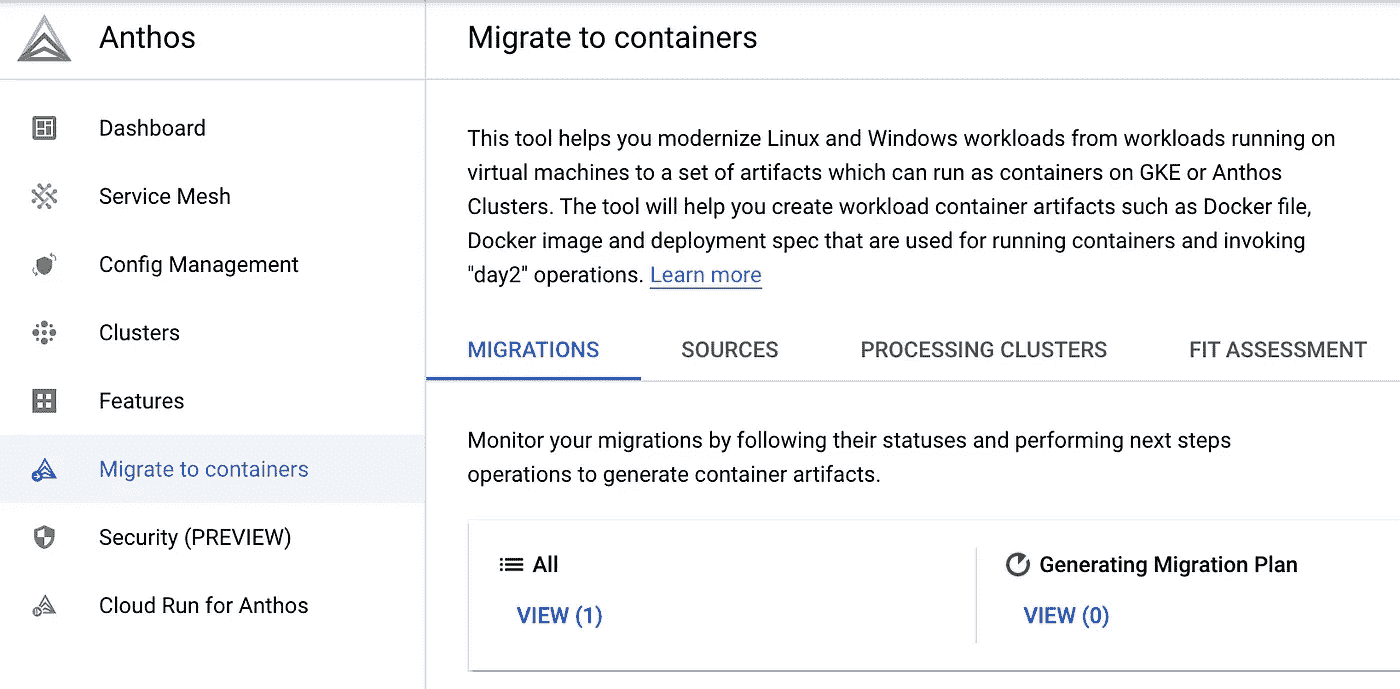 Anthos
Migrate to containers
Dashboard
Service Mesh
Config Management
Clusters
Features
Migrate to containers
Security (PREVIEW)
Cloud Run for Anthos
This tool helps you modernize Linux and Windows workloads from workloads running on
virtual machines to a set of artifacts which can run as containers on GKE or Anthos
Clusters. The tool will help you create workload container artifacts such as Docker file,
Docker image and deployment spec that are used for running containers and invoking
"day2" operations. Learn more
MIGRATIONS SOURCES PROCESSING CLUSTERS FIT ASSESSMENT
Monitor your migrations by following their statuses and performing next steps
operations to generate container artifacts.
All
VIEW (1)
Generating Migration Plan
VIEW (0)